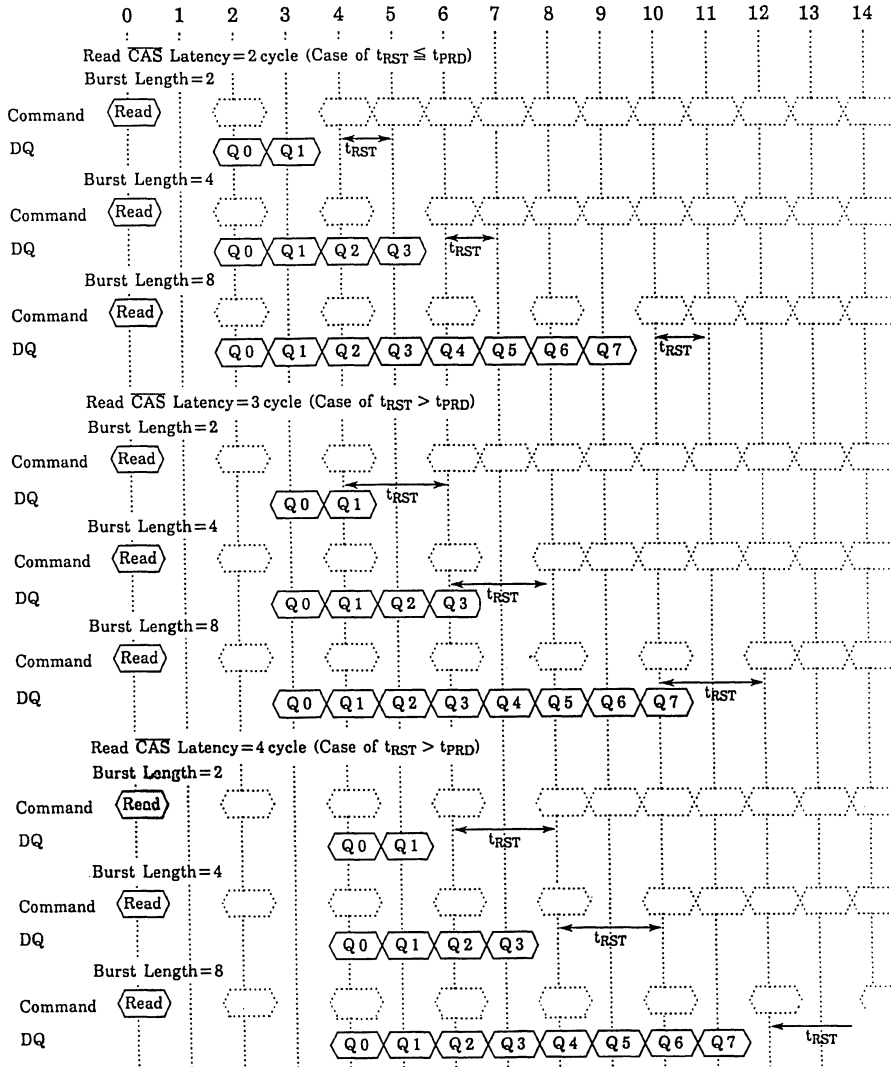 0 1 2 3 4 5 6 7 8 9 10 11 12 13 14
Read CAS Latency=2 cycle (Case of tRST ≦ tPRD)
Burst Length=2
Command Read
DQ Q0 Q1 tRST
Burst Length=4
Command Read
DQ Q0 Q1 Q2 Q3 tRST
Burst Length=8
Command Read
DQ Q0 Q1 Q2 Q3 Q4 Q5 Q6 Q7 tRST
Read CAS Latency=3 cycle (Case of tRST > tPRD)
Burst Length=2
Command Read
DQ Q0 Q1 tRST
Burst Length=4
Command Read
DQ Q0 Q1 Q2 Q3 tRST
Burst Length=8
Command Read
DQ Q0 Q1 Q2 Q3 Q4 Q5 Q6 Q7 tRST
Read CAS Latency=4 cycle (Case of tRST > tPRD)
Burst Length=2
Command Read
DQ Q0 Q1 tRST
Burst Length=4
Command Read
DQ Q0 Q1 Q2 Q3 tRST
Burst Length=8
Command Read
DQ Q0 Q1 Q2 Q3 Q4 Q5 Q6 Q7 tRST